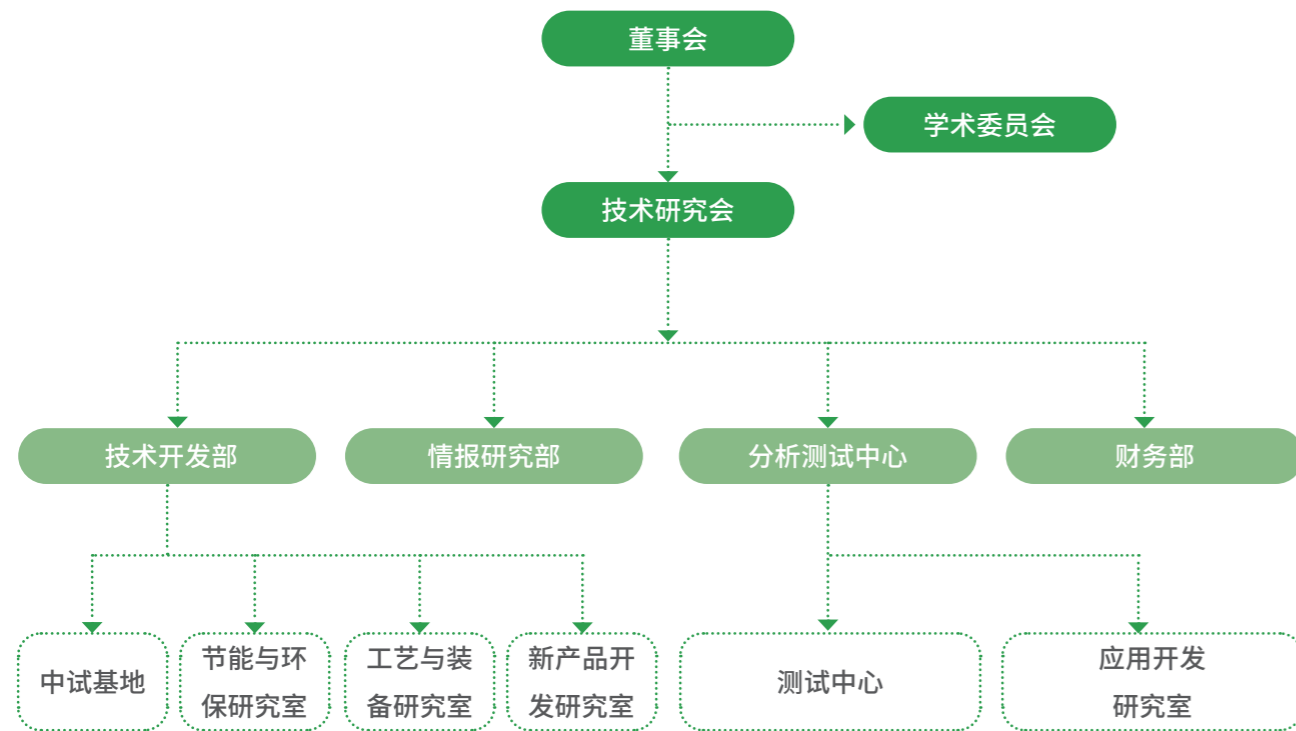 董事会
学术委员会
技术研究会
技术开发部
情报研究部
分析测试中心
财务部
中试基地
节能与环
保研究室
工艺与装
备研究室
新产品开
发研究室
测试中心
应用开发
研究室